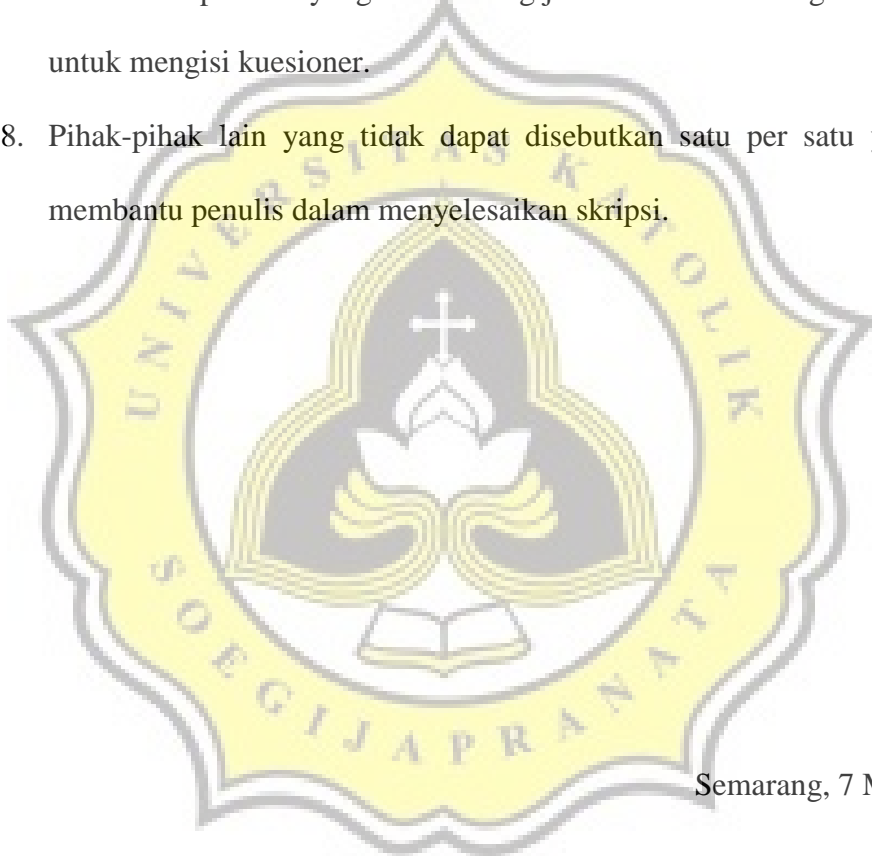 untuk mengisi kuesioner.
8. Pihak-pihak lain yang tidak dapat disebutkan satu per satu
membantu penulis dalam menyelesaikan skripsi.
UNIVERSITAS KATOLIK
SOEGIJAPRANATA
Semarang, 7